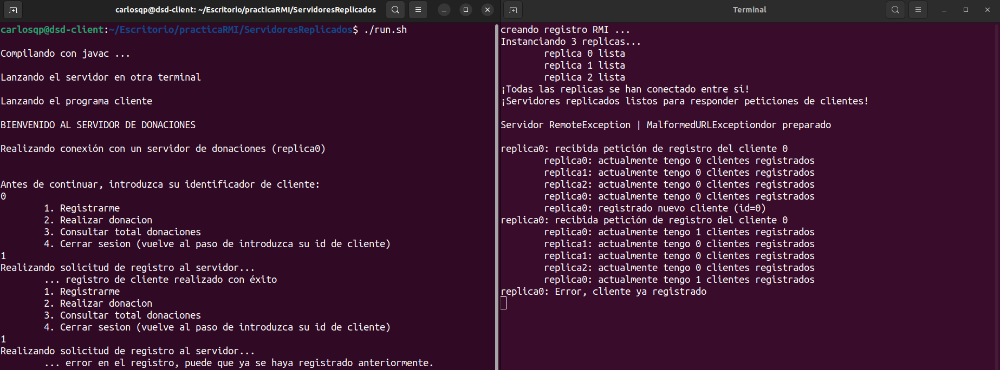 carlosqp@dsd-client: ~/Escritorio/practicaRMI/ServidoresReplicados
carlosqp@dsd-client:~/Escritorio/practicaRMI/ServidoresReplicados$ ./run.sh
Compilando con javac ...
Lanzando el servidor en otra terminal
Lanzando el programa cliente
BIENVENIDO AL SERVIDOR DE DONACIONES
Realizando conexión con un servidor de donaciones (replica0)
Antes de continuar, introduzca su identificador de cliente:
0
1. Registrarme
2. Realizar donacion
3. Consultar total donaciones
4. Cerrar sesion (vuelve al paso de introduzca su id de cliente)
1
Realizando solicitud de registro al servidor...
... registro de cliente realizado con éxito
1. Registrarme
2. Realizar donacion
3. Consultar total donaciones
4. Cerrar sesion (vuelve al paso de introduzca su id de cliente)
1
Realizando solicitud de registro al servidor...
... error en el registro, puede que ya se haya registrado anteriormente.
Terminal
creando registro RMI ...
Instanciando 3 replicas...
replica 0 lista
replica 1 lista
replica 2 lista
¡Todas las replicas se han conectado entre sí!
¡Servidores replicados listos para responder peticiones de clientes!
Servidor RemoteException | MalformedURLExceptiondor preparado
replica0: recibida petición de registro del cliente 0
replica0: actualmente tengo 0 clientes registrados
replica1: actualmente tengo 0 clientes registrados
replica2: actualmente tengo 0 clientes registrados
replica0: actualmente tengo 0 clientes registrados
replica0: registrado nuevo cliente (id=0)
replica0: recibida petición de registro del cliente 0
replica0: actualmente tengo 1 clientes registrados
replica1: actualmente tengo 0 clientes registrados
replica1: actualmente tengo 0 clientes registrados
replica2: actualmente tengo 0 clientes registrados
replica0: actualmente tengo 1 clientes registrados
replica0: Error, cliente ya registrado